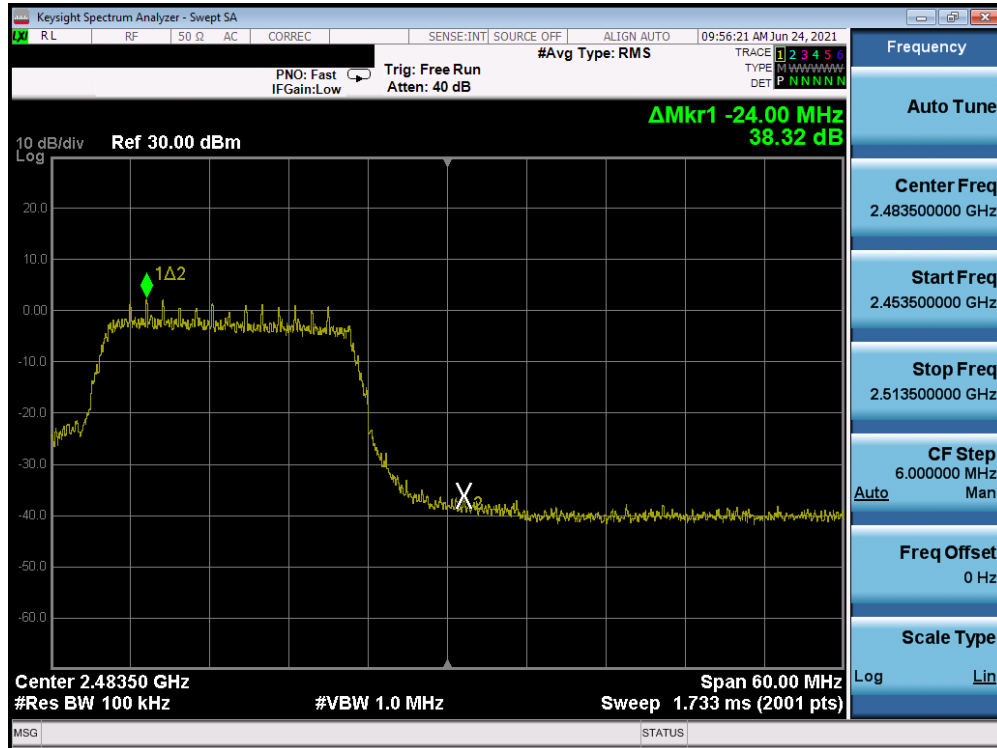 Keysight Spectrum Analyzer - Swept SA
LXI RL RF 50 Ω AC CORREC SENSE:INT SOURCE OFF ALIGN AUTO 09:56:21 AM Jun 24, 2021
#Avg Type: RMS
TRACE 1 2 3 4 5 6
TYPE M W W W W W
DET P N N N N N
PNO: Fast
IFGain:Low
Trig: Free Run
Atten: 40 dB
ΔMkr1 -24.00 MHz
38.32 dB
10 dB/div Ref 30.00 dBm
Log
20.0
10.0
1Δ2
0.00
-10.0
-20.0
-30.0
-40.0
-50.0
-60.0
Center 2.48350 GHz
Span 60.00 MHz
#Res BW 100 kHz
#VBW 1.0 MHz
Sweep 1.733 ms (2001 pts)
MSG STATUS
Frequency
Auto Tune
Center Freq
2.483500000 GHz
Start Freq
2.453500000 GHz
Stop Freq
2.513500000 GHz
CF Step
6.000000 MHz
Auto Man
Freq Offset
0 Hz
Scale Type
Log Lin